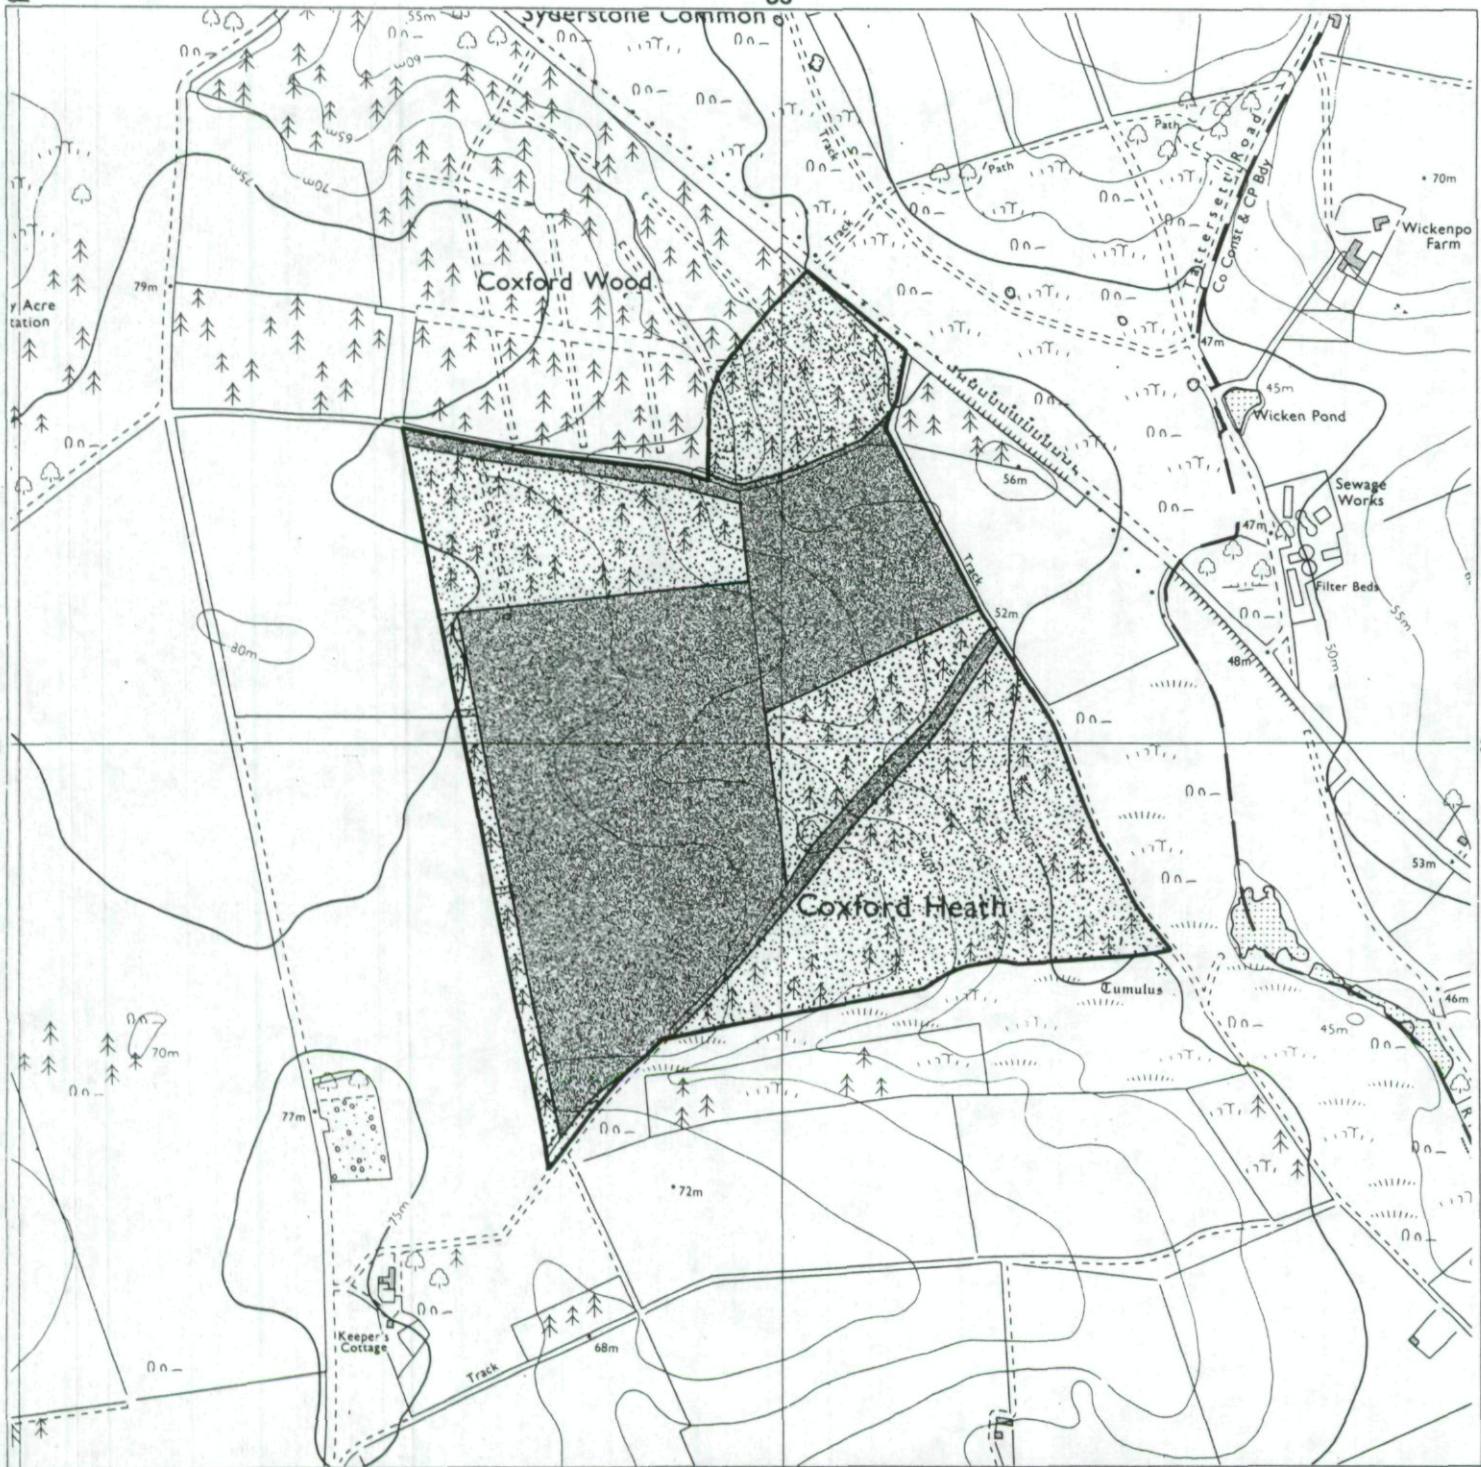 Syderstone Common
55m
60m
65m
70m
75m
Track
Path
Path
Tattersett Road
Co Const & CP Bdy
70m
Wickenpo
Farm
Track
Coxford Wood
79m
y Acre
tation
47m
45m
Wicken Pond
56m
Sewage
Works
47m
Track
Filter Beds
52m
55m
80m
48m
50m
53m
Coxford Heath
Tumulus
46m
45m
70m
77m
72m
75m
Keeper's
Cottage
68m
Track